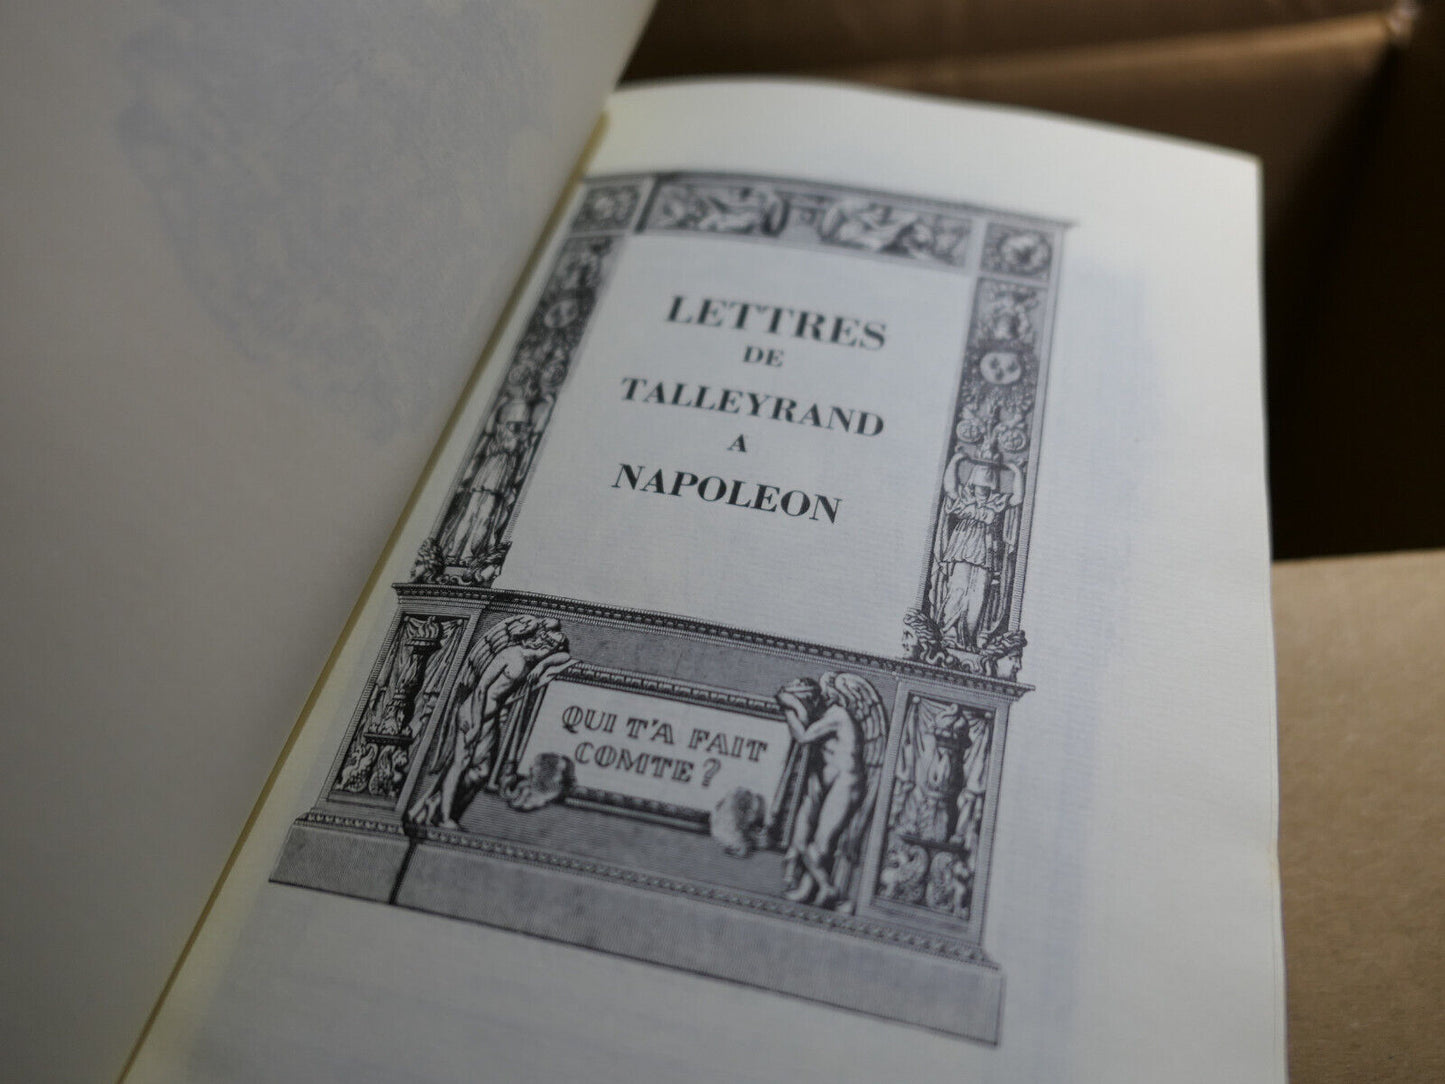 LETTRES
DE
TALLEYRAND
A
NAPOLEON
QUI T'A FAIT
COMTE ?